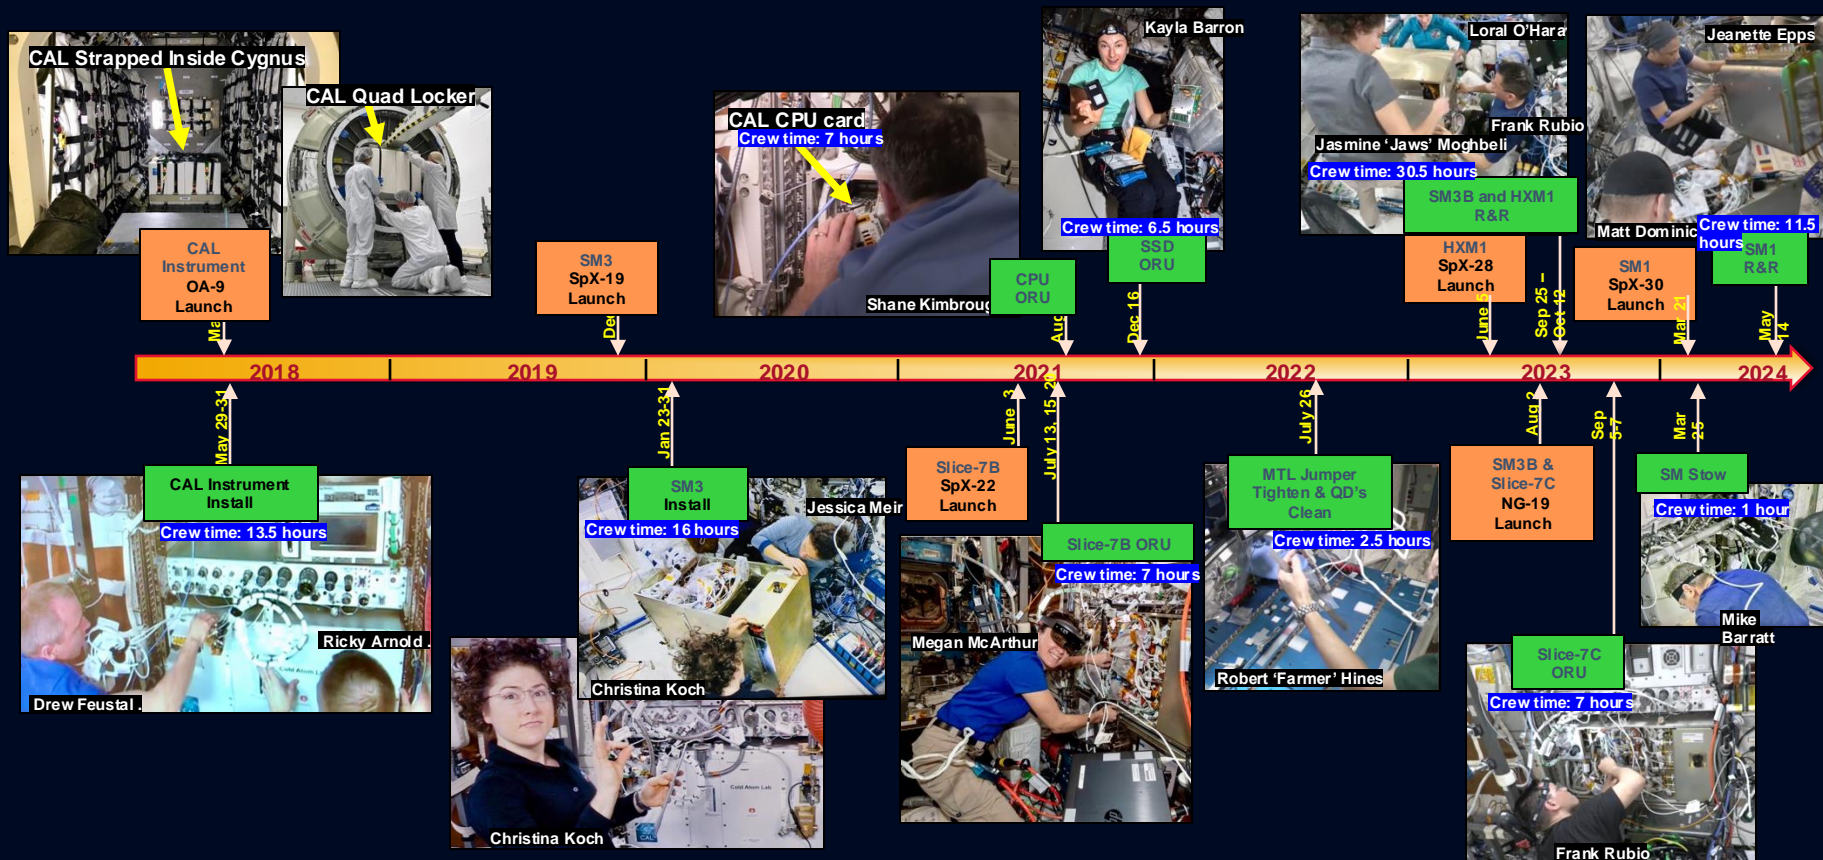 CAL Strapped Inside Cygnus
CAL Quad Locker
CAL Instrument
OA-9
Launch
SM3
SpX-19
Launch
CAL CPU card
Crew time: 7 hours
Shane Kimbroug
CPU
ORU
Kayla Barron
Crew time: 6.5 hours
SSD
ORU
Dec 16
Loral O'Hara
Frank Rubio
Jasmine ‘Jaws’ Moghbeli
Crew time: 30.5 hours
SM3B and HXM1
R&R
HXM1
SpX-28
Launch
June 5
Sep 25 –
Oct 12
Jeanette Epps
Matt Dominic
Crew time: 11.5
hours
SM1
SpX-30
Launch
Mar 21
SM1
R&R
May
14
2018
2019
2020
2021
2022
2023
2024
May 29-31
CAL Instrument
Install
Crew time: 13.5 hours
Ricky Arnold .
Drew Feustal .
Jan 23-31
SM3
Install
Crew time: 16 hours
Jessica Meir
Christina Koch
Cold Atom Lab
CAL
Christina Koch
June 3
Slice-7B
SpX-22
Launch
July 13, 15, 2
Slice-7B ORU
Crew time: 7 hours
Megan McArthur
hp
July 26
MTL Jumper
Tighten & QD's
Clean
Crew time: 2.5 hours
Robert ‘Farmer’ Hines
Aug 2
SM3B &
Slice-7C
NG-19
Launch
Sep
5-7
Slice-7C
ORU
Crew time: 7 hours
Frank Rubio
Mar
25
SM Stow
Crew time: 1 hour
Mike
Barratt